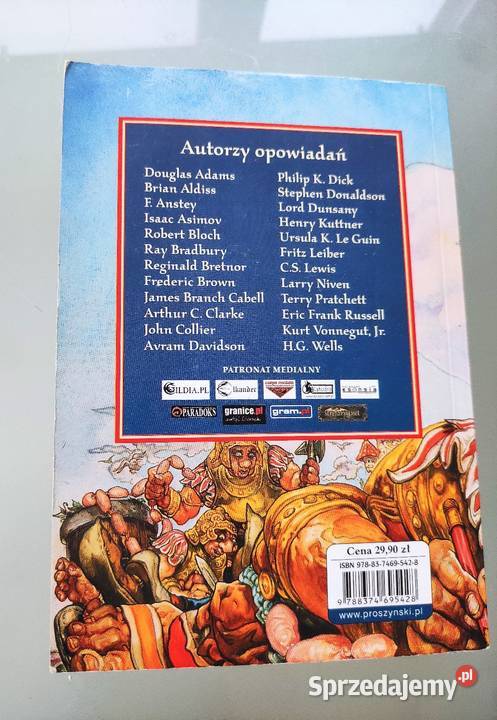 Autorzy opowiadań
Douglas Adams
Brian Aldiss
F. Anstey
Isaac Asimov
Robert Bloch
Ray Bradbury
Reginald Bretnor
Frederic Brown
James Branch Cabell
Arthur C. Clarke
John Collier
Avram Davidson
Philip K. Dick
Stephen Donaldson
Lord Dunsany
Henry Kuttner
Ursula K. Le Guin
Fritz Leiber
C.S. Lewis
Larry Niven
Terry Pratchett
Eric Frank Russell
Kurt Vonnegut, Jr.
H.G. Wells
PATRONAT MEDIALNY
GILDIA.PL
PARADOKS
granice.pl
gram.pl
Cena 29,90 zł
ISBN 978-83-7469-542-8
9 788374 695428
www.proszynski.pl
Sprzedajemy.pl